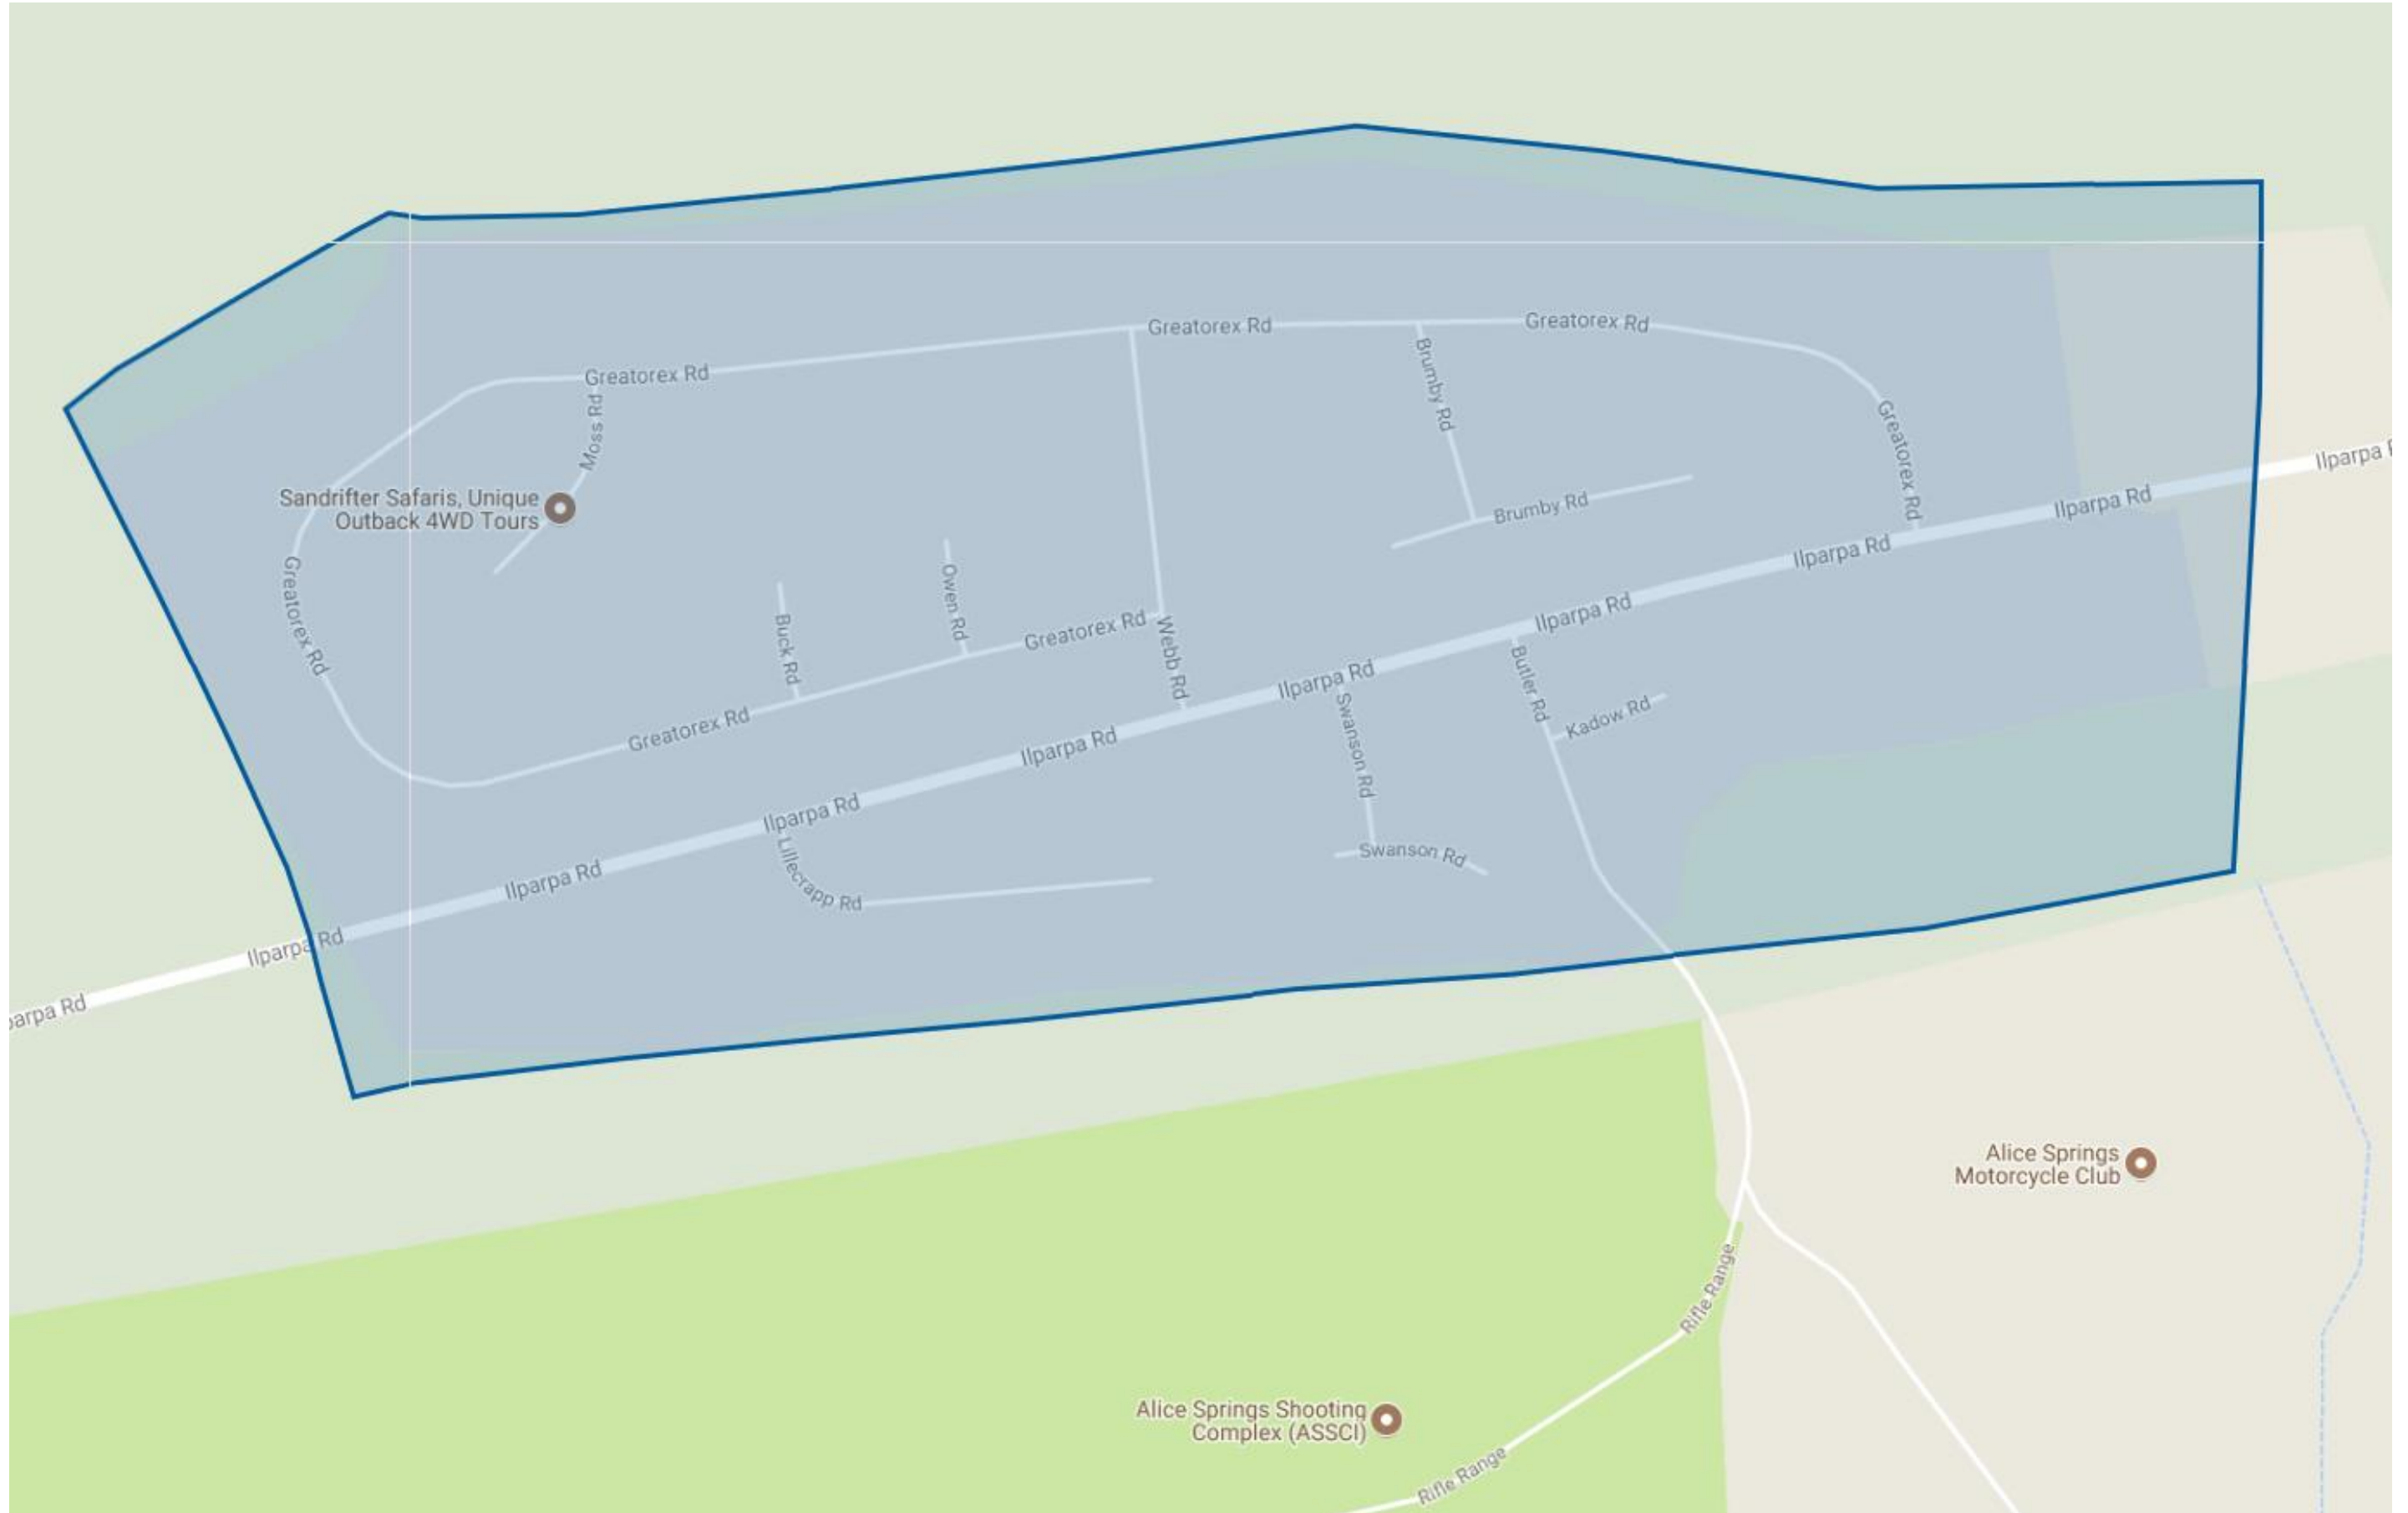 Greatorex Rd
Greatorex Rd
Greatorex Rd
Moss Rd
Brumby Rd
Greatorex Rd
Ilparpa R
Sandrifter Safaris, Unique
Outback 4WD Tours
Brumby Rd
Ilparpa Rd
Ilparpa Rd
Greatorex Rd
Owen Rd
Buck Rd
Greatorex Rd
Webb Rd
Ilparpa Rd
Ilparpa Rd
Butler Rd
Kadow Rd
Greatorex Rd
Ilparpa Rd
Swanson Rd
Ilparpa Rd
Lillecrapp Rd
Swanson Rd
Ilparpa Rd
Ilparpa Rd
parpa Rd
Alice Springs
Motorcycle Club
Rifle Range
Alice Springs Shooting
Complex (ASSCI)
Rifle Range